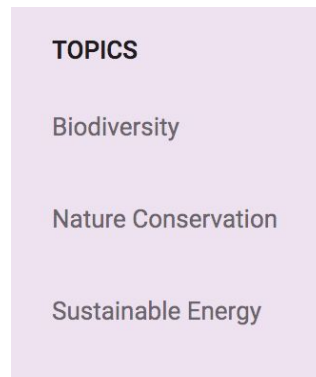 TOPICS
Biodiversity
Nature Conservation
Sustainable Energy